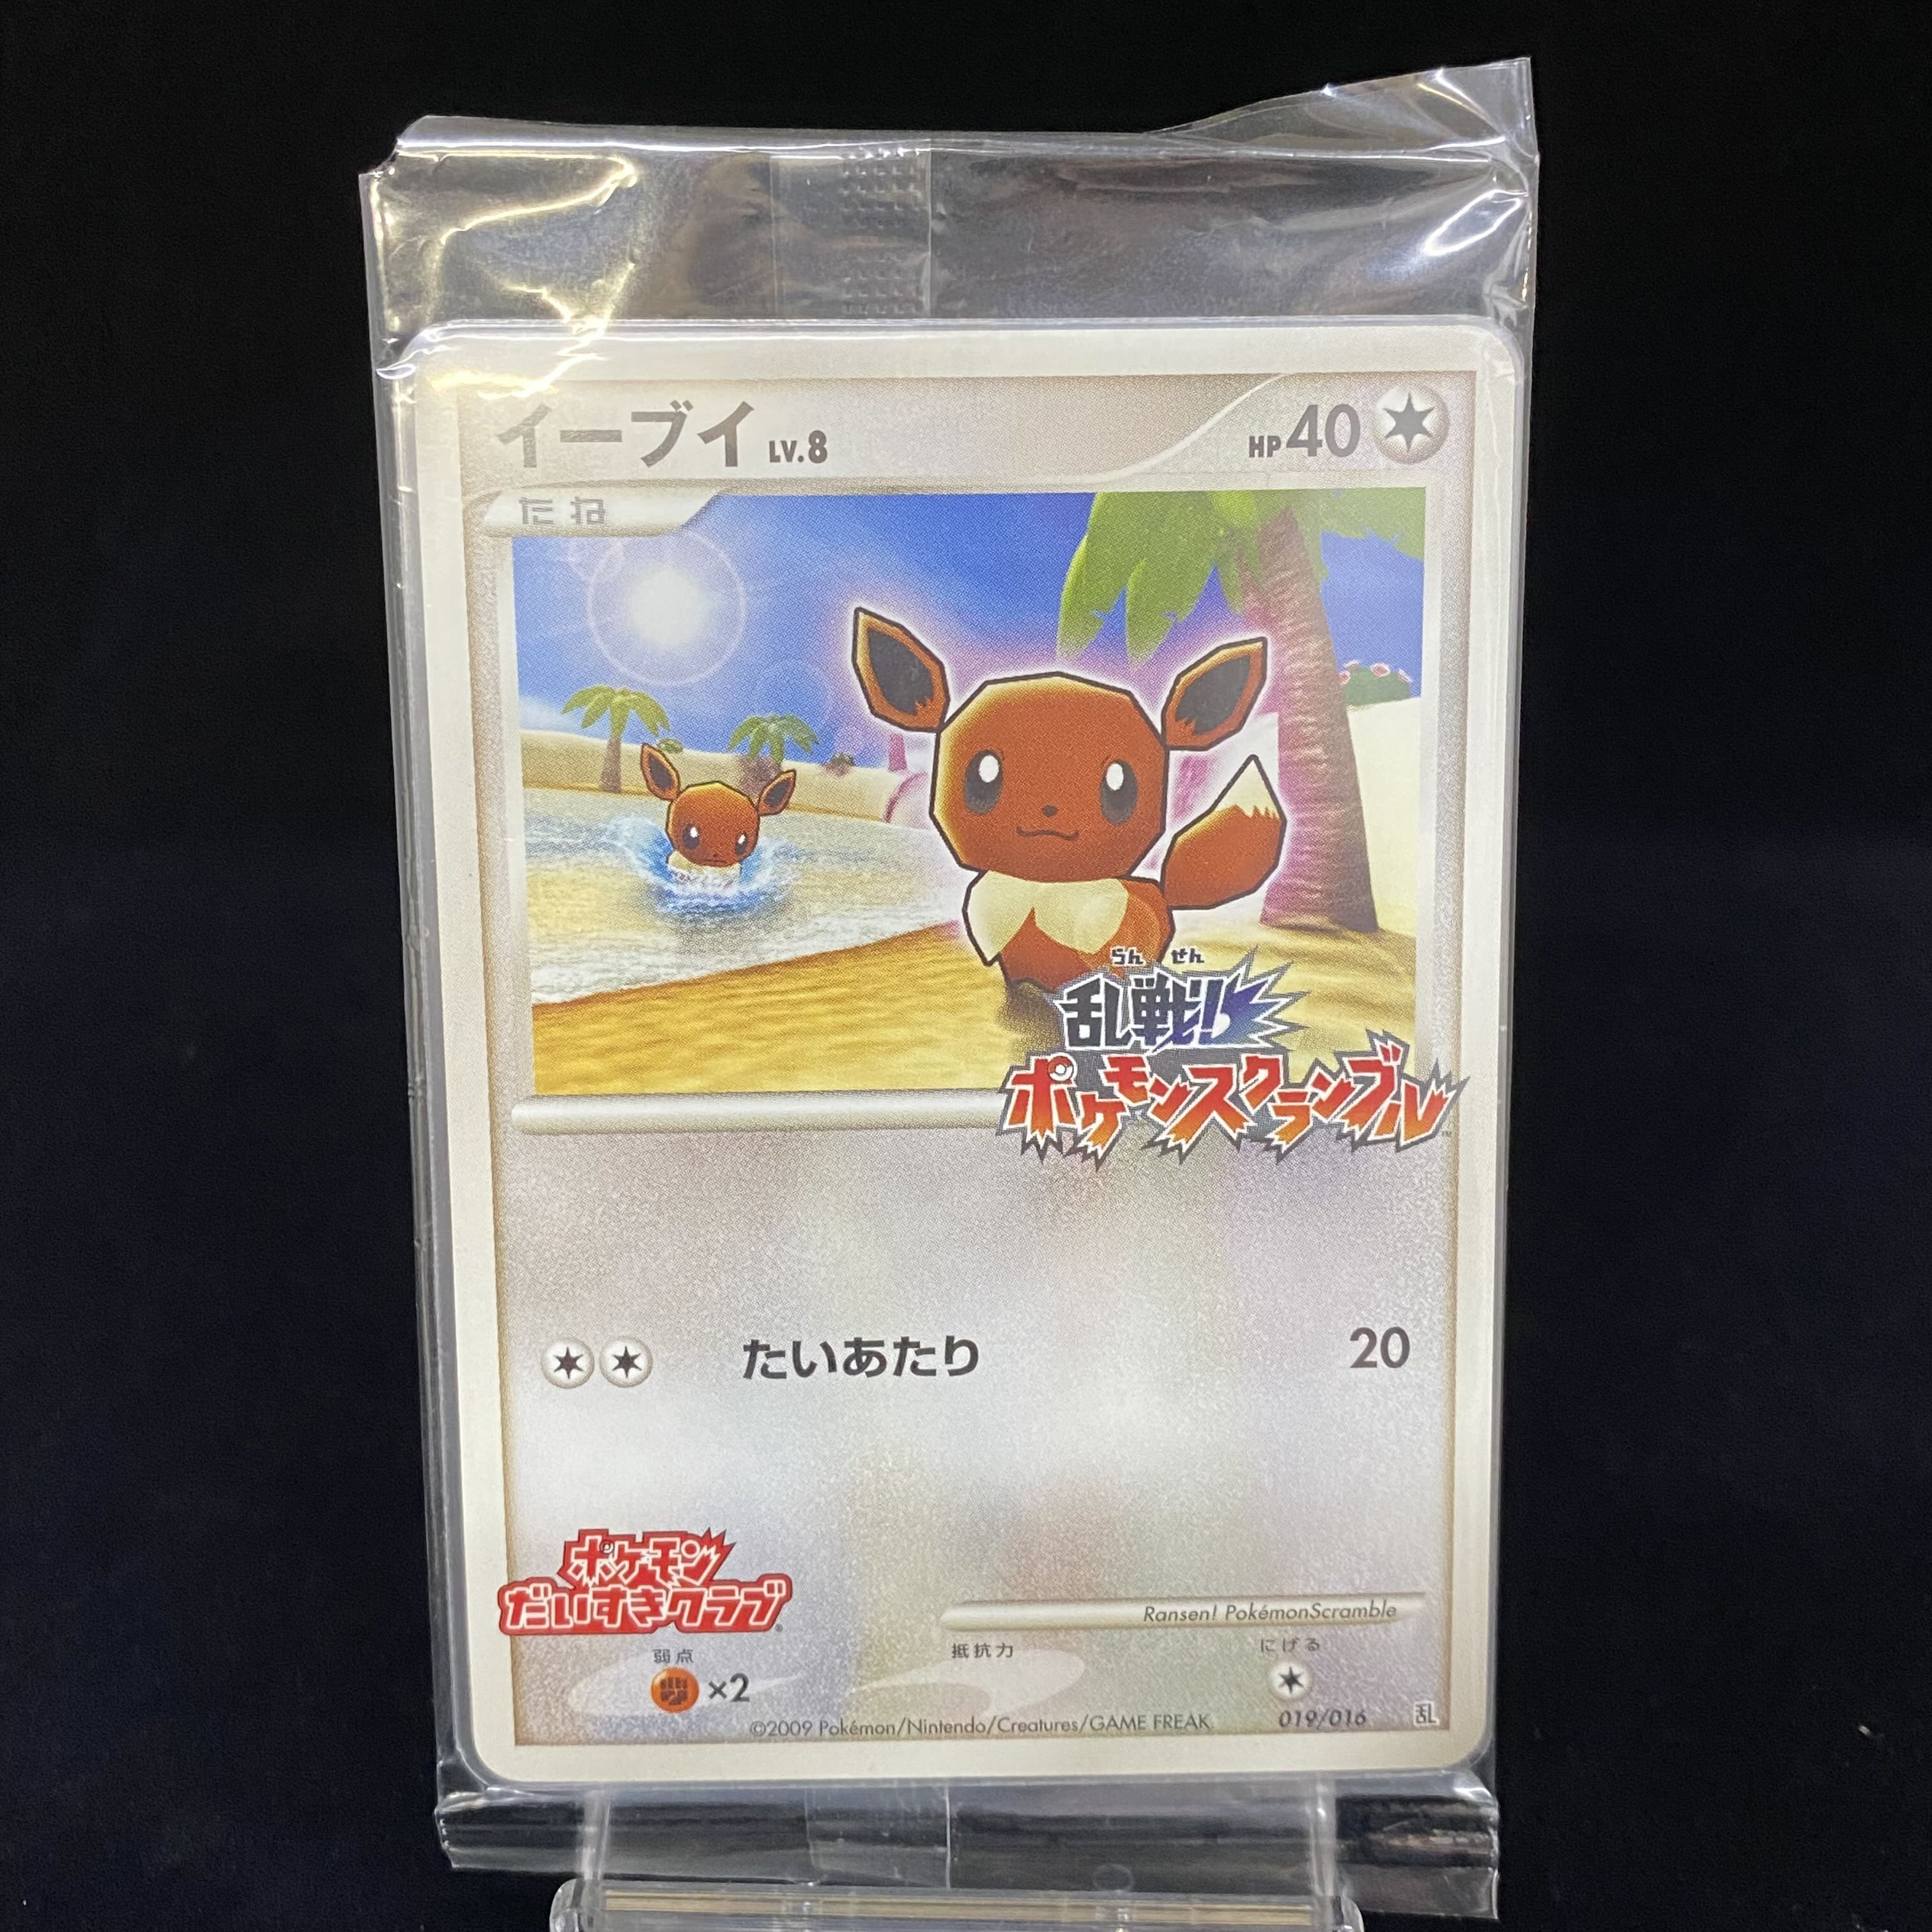 イーブイ LV.8 HP40
たね
らん せん
乱戦!
ポケモンスクランブル
たいあたり 20
ポケモン
だいすきクラブ
Ransen! PokémonScramble
弱点 抵抗力 にげる
×2
©2009 Pokémon/Nintendo/Creatures/GAME FREAK 019/016 乱